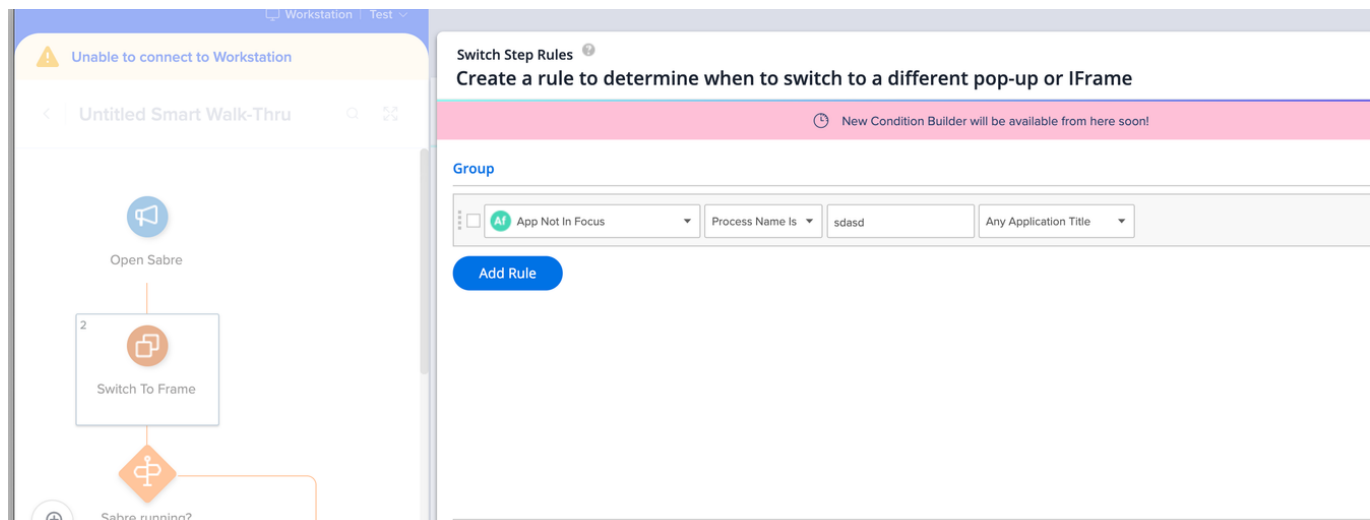 Workstation | Test
Unable to connect to Workstation
Untitled Smart Walk-Thru
Open Sabre
2
Switch To Frame
Sabre running?
Switch Step Rules ?
Create a rule to determine when to switch to a different pop-up or IFrame
New Condition Builder will be available from here soon!
Group
Af App Not In Focus Process Name Is sdasd Any Application Title
Add Rule